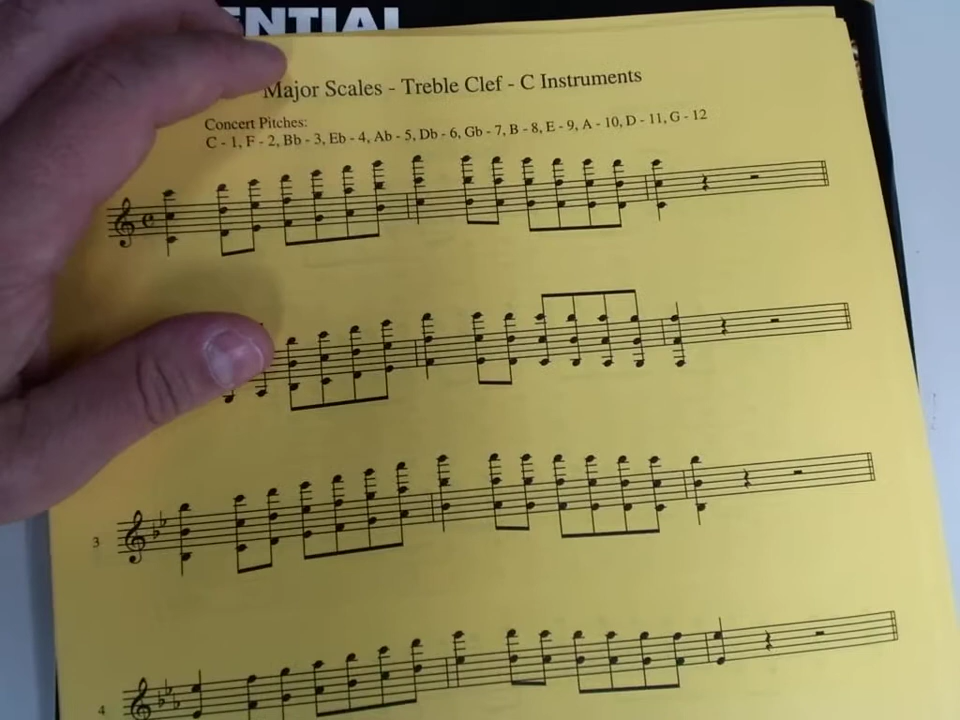 ENTIAL
Major Scales - Treble Clef - C Instruments
Concert Pitches:
C - 1, F - 2, Bb - 3, Eb - 4, Ab - 5, Db - 6, Gb - 7, B - 8, E - 9, A - 10, D - 11, G - 12
3
4